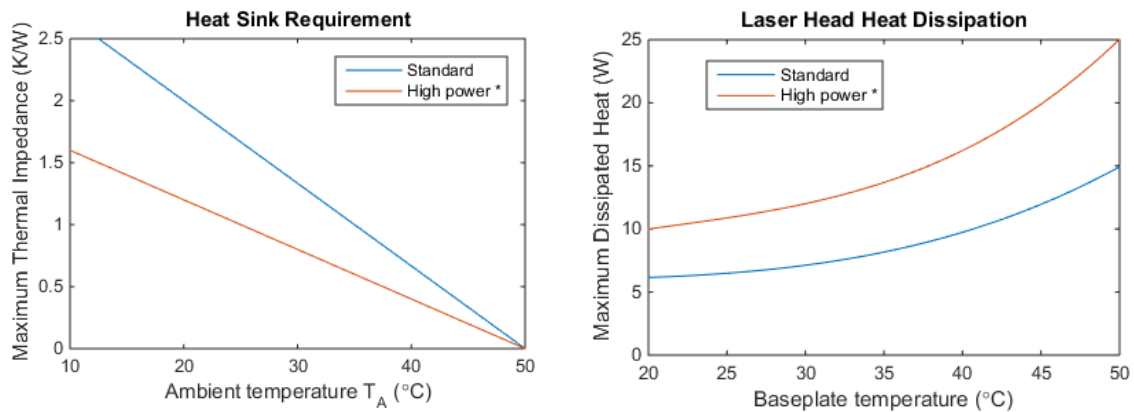 Heat Sink Requirement
Maximum Thermal Impedance (K/W)
2.5
2
1.5
1
0.5
0
Standard
High power *
10 20 30 40 50
Ambient temperature T_A (°C)
Laser Head Heat Dissipation
Maximum Dissipated Heat (W)
25
20
15
10
5
0
Standard
High power *
20 25 30 35 40 45 50
Baseplate temperature (°C)